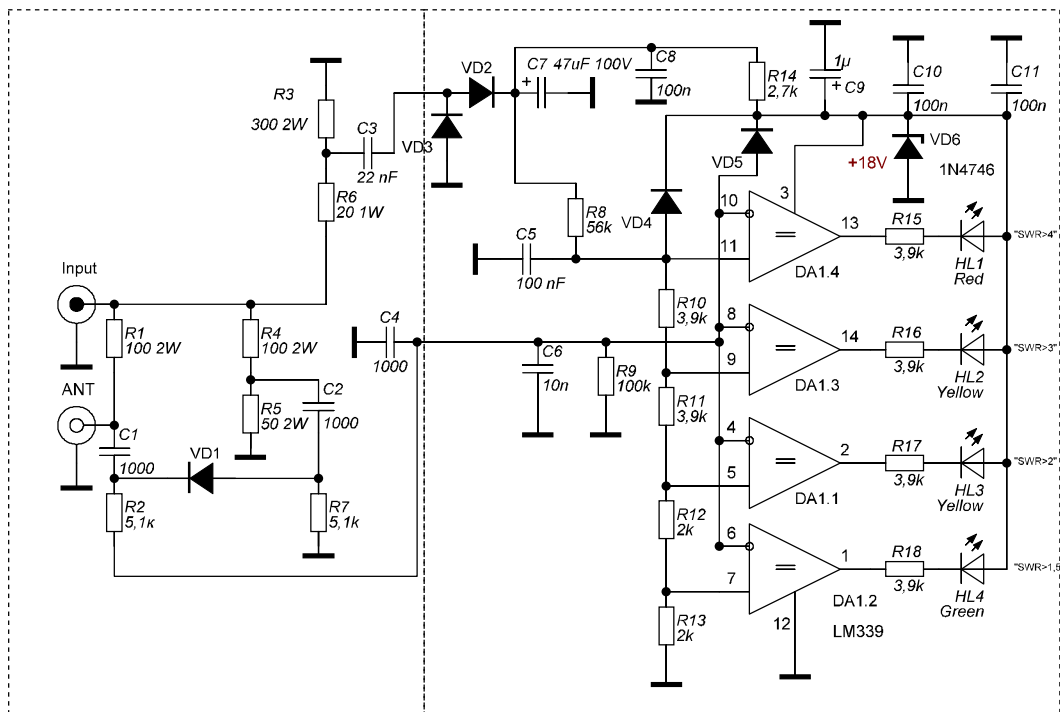 R3
300 2W
C3
22 nF
R6
20 1W
Input
ANT
R1
100 2W
R4
100 2W
R5
50 2W
C2
1000
C1
1000
VD1
R2
5,1к
R7
5,1k
C4
1000
VD2
VD3
C7 47uF 100V
+
C8
100n
R14
2,7k
1µ
+
C9
C10
100n
C11
100n
VD5
+18V
VD6
1N4746
VD4
R8
56k
C5
100 nF
C6
10n
R9
100k
R10
3,9k
R11
3,9k
R12
2k
R13
2k
10
11
3
13
=
DA1.4
R15
3,9k
HL1
Red
"SWR>4"
8
9
14
=
DA1.3
R16
3,9k
HL2
Yellow
"SWR>3"
4
5
2
=
DA1.1
R17
3,9k
HL3
Yellow
"SWR>2"
6
7
1
12
=
DA1.2
LM339
R18
3,9k
HL4
Green
"SWR>1,5